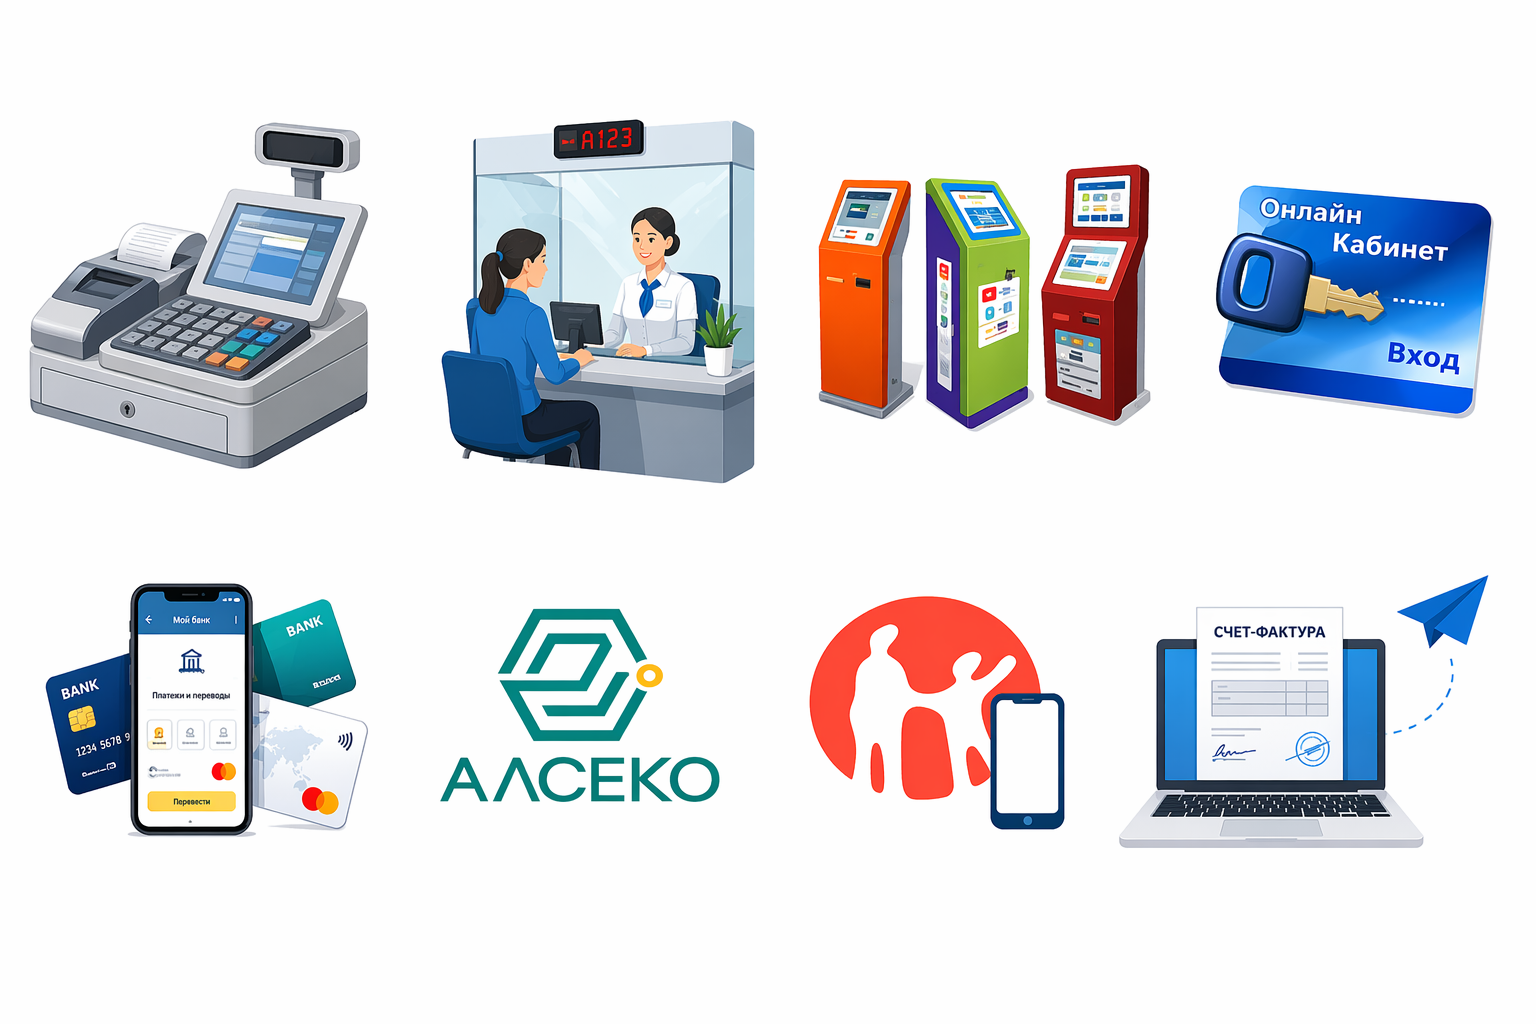 A123
Онлайн
Кабинет
Вход
Мой банк
Платежи и переводы
Перевести
BANK
1234 5678 9
BANK
АЛСЕКО
СЧЕТ-ФАКТУРА